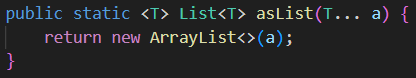 public static <T> List<T> asList(T... a) {
    return new ArrayList<>(a);
}